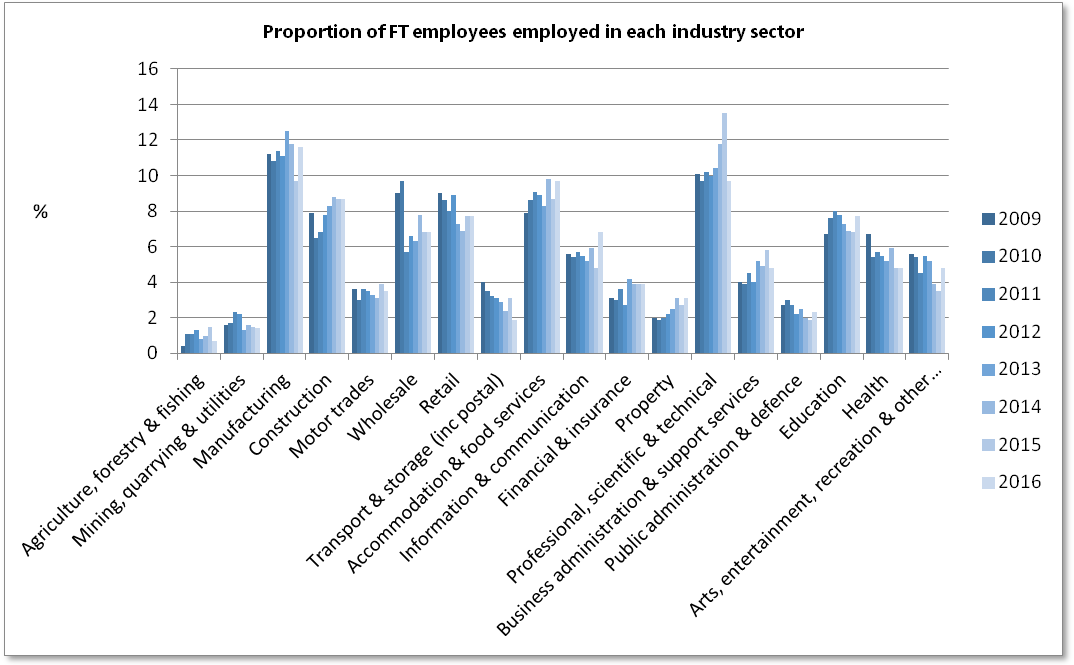 Proportion of FT employees employed in each industry sector
16
14
12
10
8
6
4
2
0
%
Agriculture, forestry & fishing
Mining, quarrying & utilities
Manufacturing
Construction
Motor trades
Wholesale
Retail
Transport & storage (inc postal)
Accommodation & food services
Information & communication
Financial & insurance
Property
Professional, scientific & technical
Business administration & support services
Public administration & defence
Education
Health
Arts, entertainment, recreation & other...
2009
2010
2011
2012
2013
2014
2015
2016